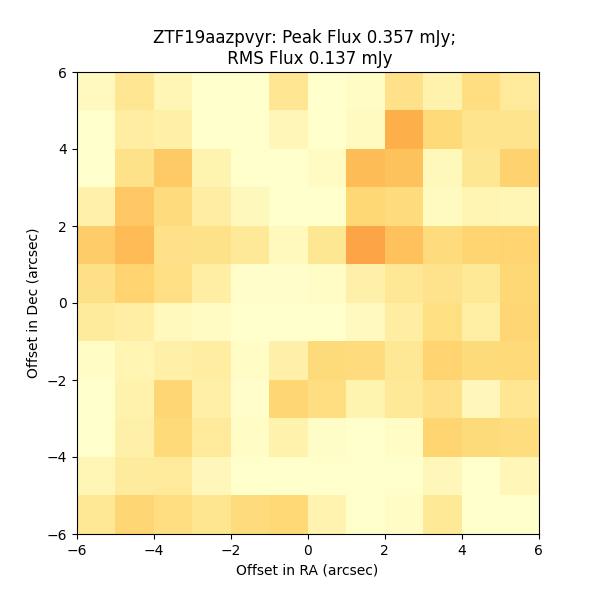 ZTF19aazpvyr: Peak Flux 0.357 mJy;
RMS Flux 0.137 mJy
6
4
2
0
−2
−4
−6
Offset in Dec (arcsec)
−6 −4 −2 0 2 4 6
Offset in RA (arcsec)